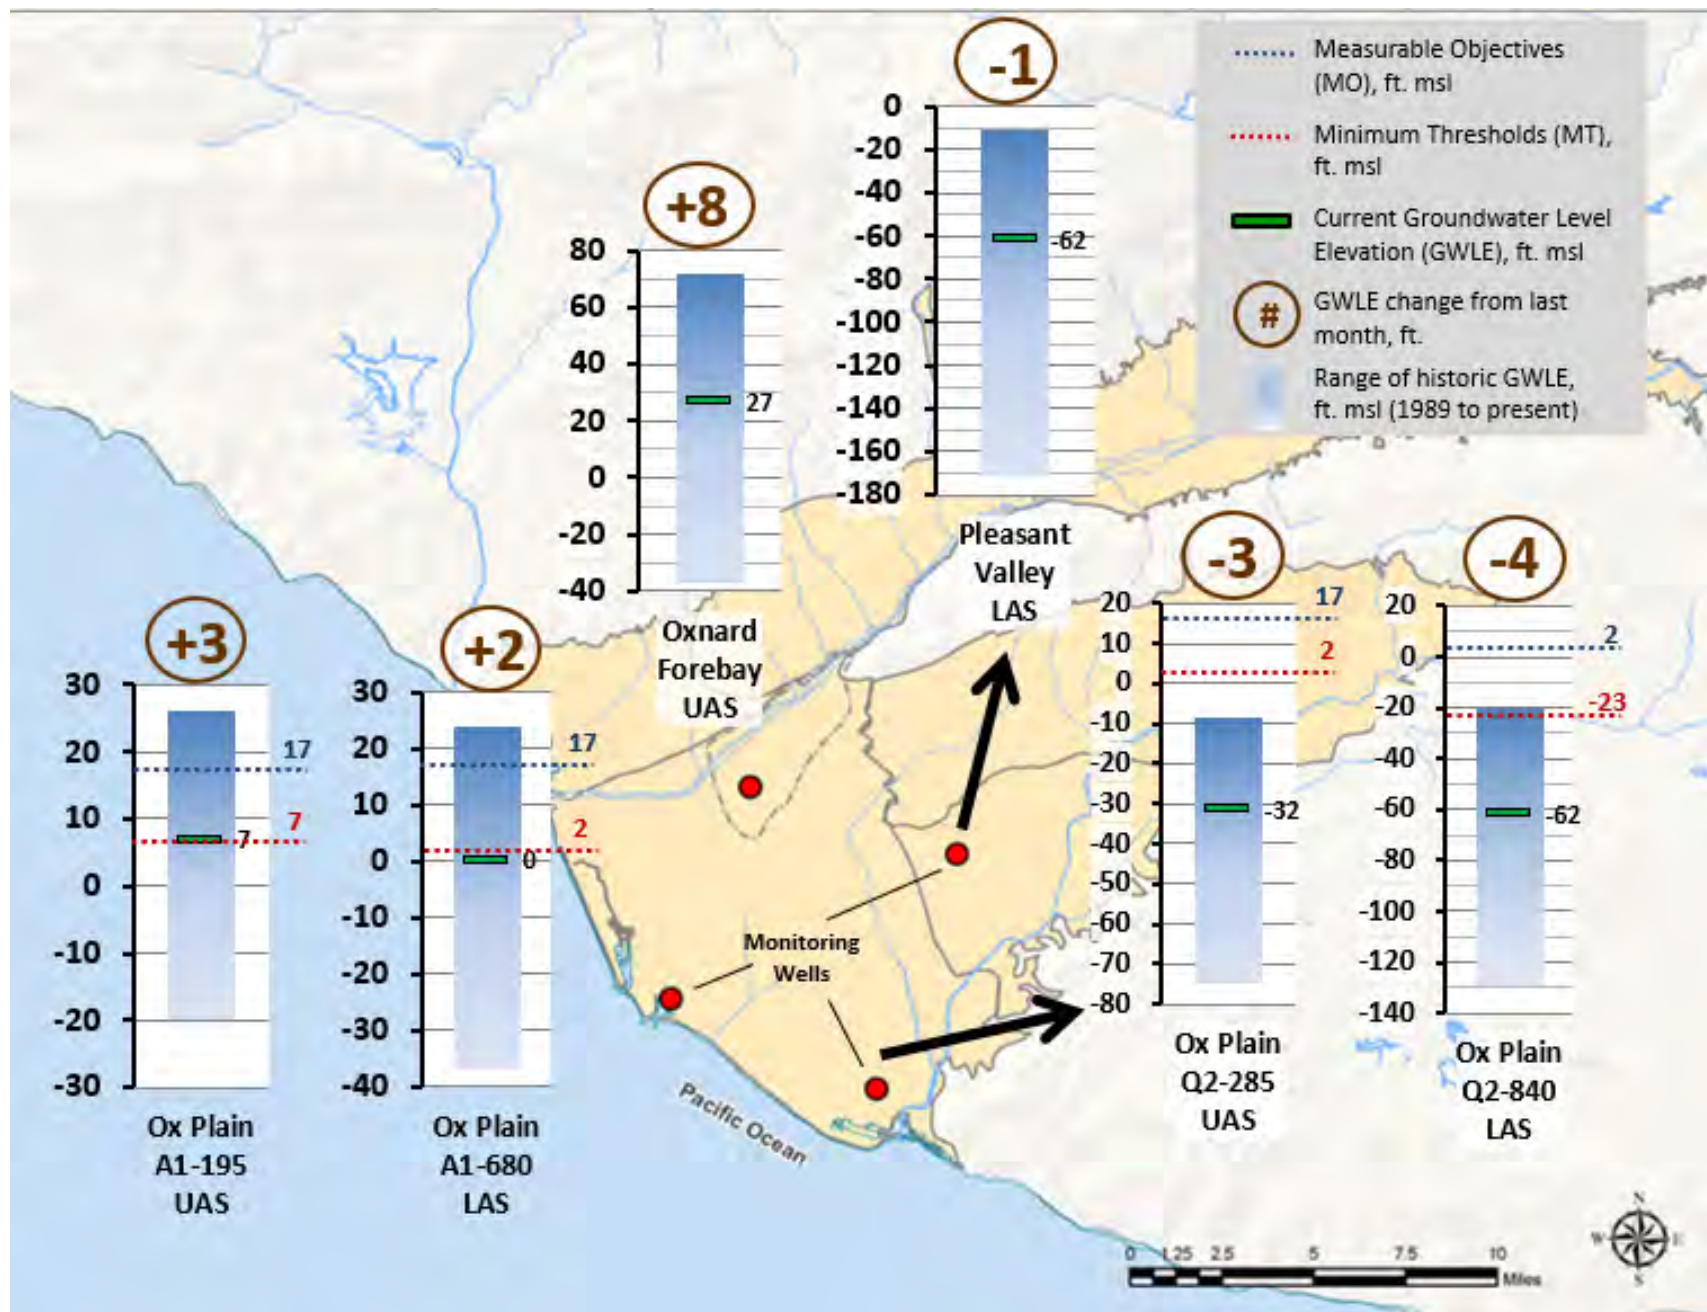 -1
0
-20
-40
-60
-80
-100
-120
-140
-160
-180
-62
Pleasant
Valley
LAS
Measurable Objectives
(MO), ft. msl
Minimum Thresholds (MT),
ft. msl
Current Groundwater Level
Elevation (GWLE), ft. msl
#
GWLE change from last
month, ft.
Range of historic GWLE,
ft. msl (1989 to present)
+8
80
60
40
20
0
-20
-40
27
Oxnard
Forebay
UAS
+3
30
20
10
0
-10
-20
-30
17
7
7
Ox Plain
A1-195
UAS
+2
30
20
10
0
-10
-20
-30
-40
17
2
0
Ox Plain
A1-680
LAS
-3
20
10
0
-10
-20
-30
-40
-50
-60
-70
-80
17
2
-32
Ox Plain
Q2-285
UAS
-4
20
0
-20
-40
-60
-80
-100
-120
-140
2
-23
-62
Ox Plain
Q2-840
LAS
Monitoring
Wells
Pacific Ocean
N
W E
S
0 1.25 2.5 5 7.5 10
Miles